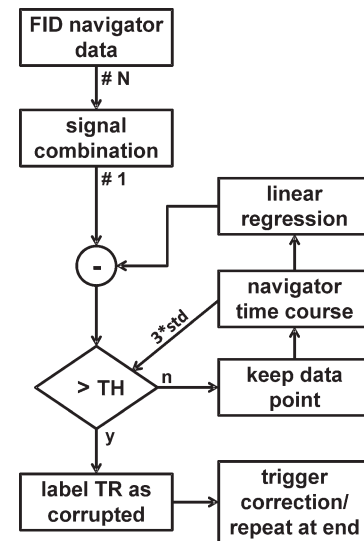 FID navigator
data
# N
signal
combination
# 1
linear
regression
-
navigator
time course
3*std
> TH
n
keep data
point
y
label TR as
corrupted
trigger
correction/
repeat at end